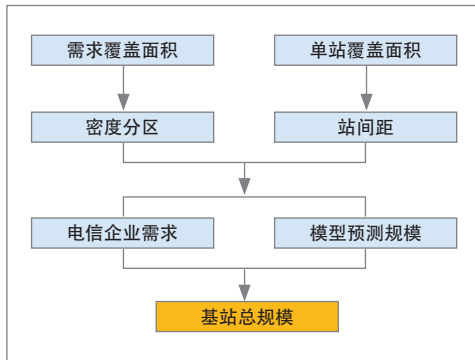 需求覆盖面积
单站覆盖面积
密度分区
站间距
电信企业需求
模型预测规模
基站总规模